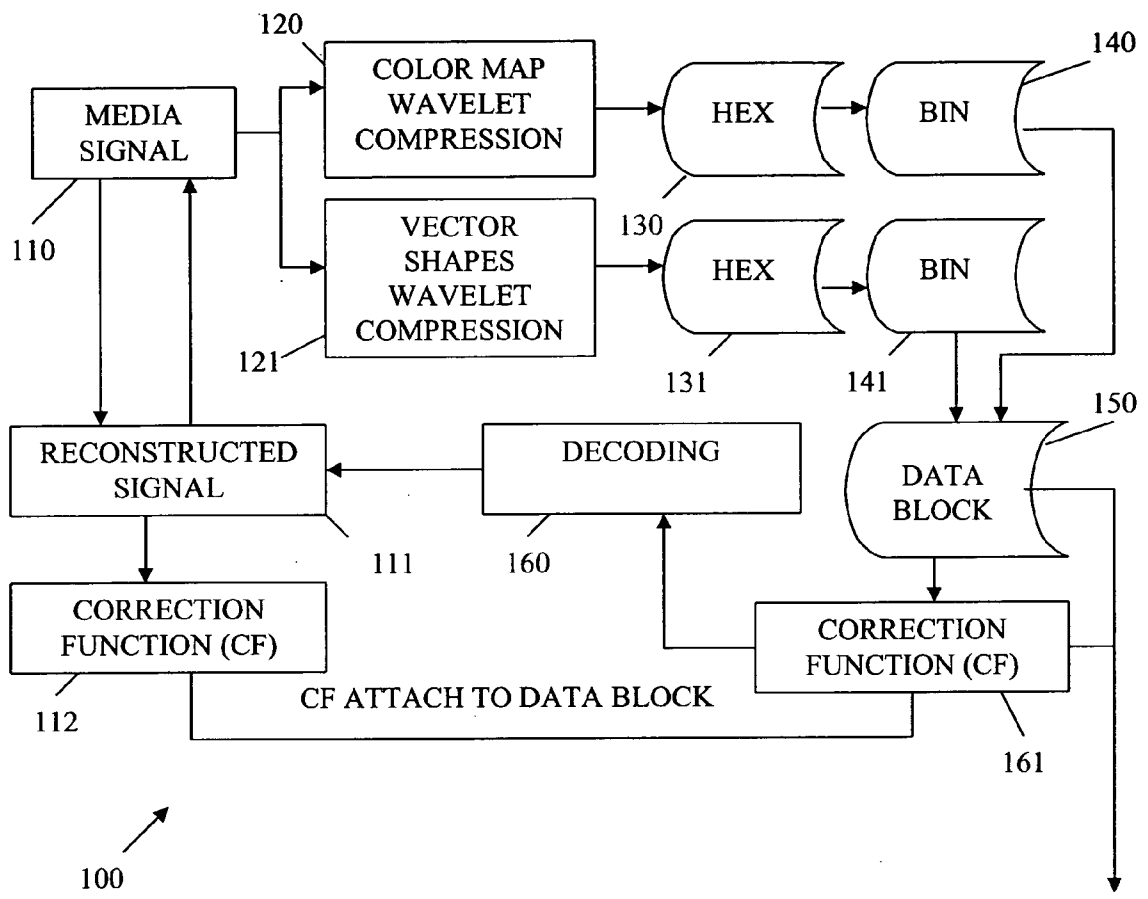 120
140
COLOR MAP
WAVELET
COMPRESSION
MEDIA
SIGNAL
HEX
BIN
110
130
VECTOR
SHAPES
WAVELET
COMPRESSION
HEX
BIN
121
131
141
150
RECONSTRUCTED
SIGNAL
DECODING
DATA
BLOCK
111
160
CORRECTION
FUNCTION (CF)
CORRECTION
FUNCTION (CF)
112
CF ATTACH TO DATA BLOCK
161
100